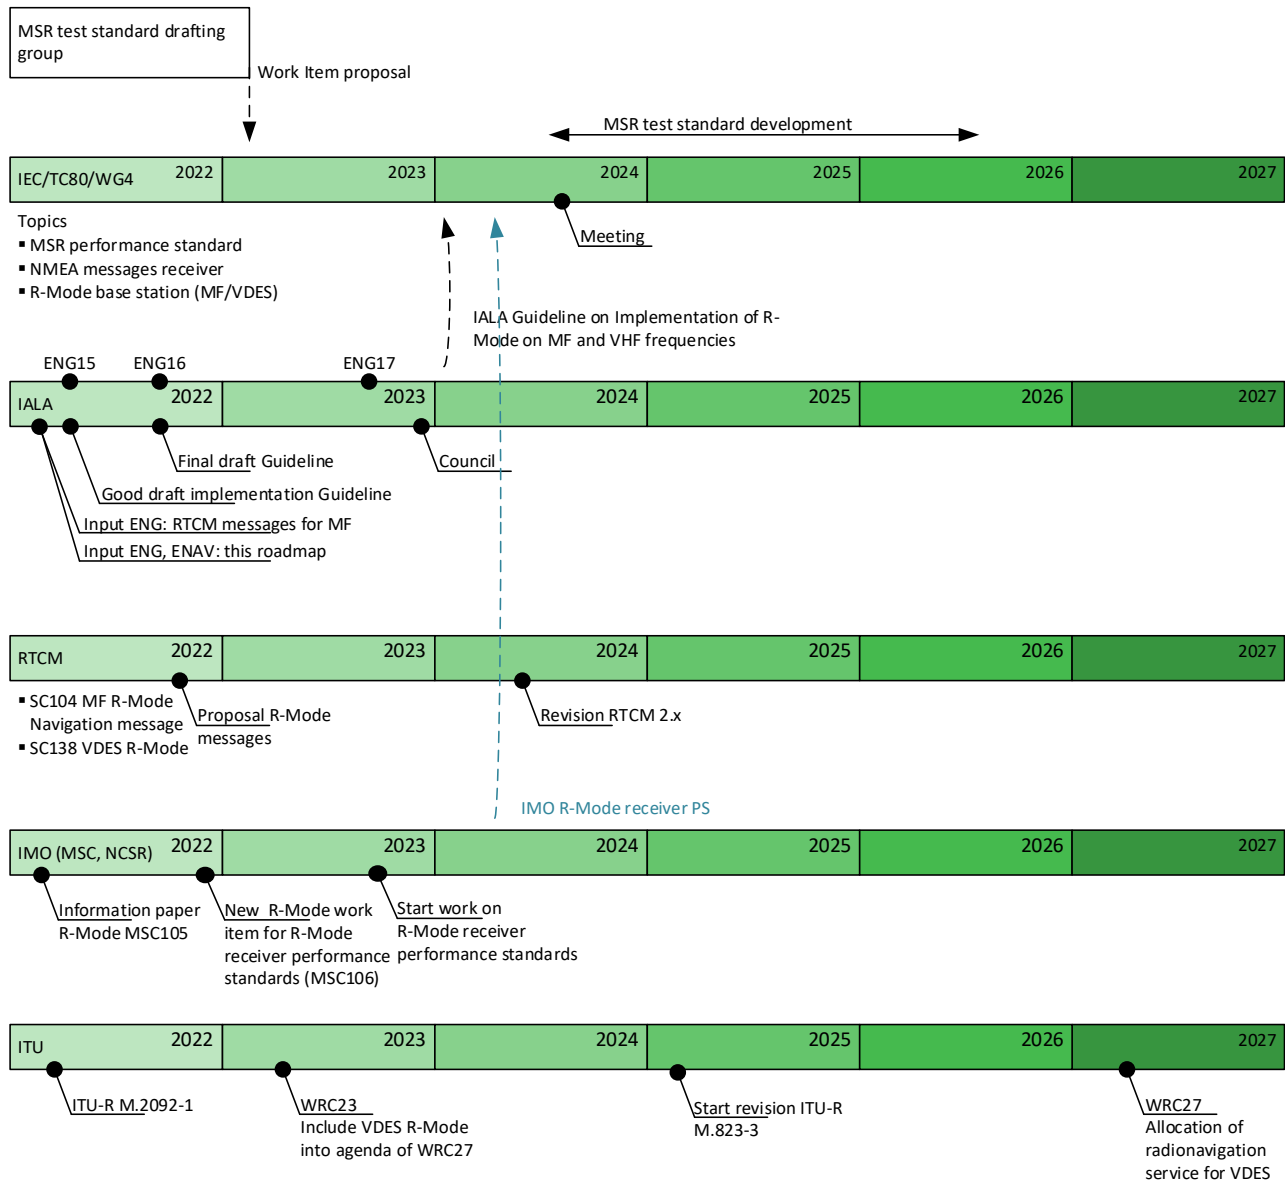 MSR test standard drafting
group
Work Item proposal
MSR test standard development
IEC/TC80/WG4
2022
2023
2024
2025
2026
2027
Topics
▪ MSR performance standard
▪ NMEA messages receiver
▪ R-Mode base station (MF/VDES)
Meeting
IALA Guideline on Implementation of R-
Mode on MF and VHF frequencies
ENG15
ENG16
ENG17
IALA
2022
2023
2024
2025
2026
2027
Final draft Guideline
Council
Good draft implementation Guideline
Input ENG: RTCM messages for MF
Input ENG, ENAV: this roadmap
RTCM
2022
2023
2024
2025
2026
2027
▪ SC104 MF R-Mode
Navigation message
▪ SC138 VDES R-Mode
Proposal R-Mode
messages
Revision RTCM 2.x
IMO R-Mode receiver PS
IMO (MSC, NCSR)
2022
2023
2024
2025
2026
2027
Information paper
R-Mode MSC105
New R-Mode work
item for R-Mode
receiver performance
standards (MSC106)
Start work on
R-Mode receiver
performance standards
ITU
2022
2023
2024
2025
2026
2027
ITU-R M.2092-1
WRC23
Include VDES R-Mode
into agenda of WRC27
Start revision ITU-R
M.823-3
WRC27
Allocation of
radionavigation
service for VDES